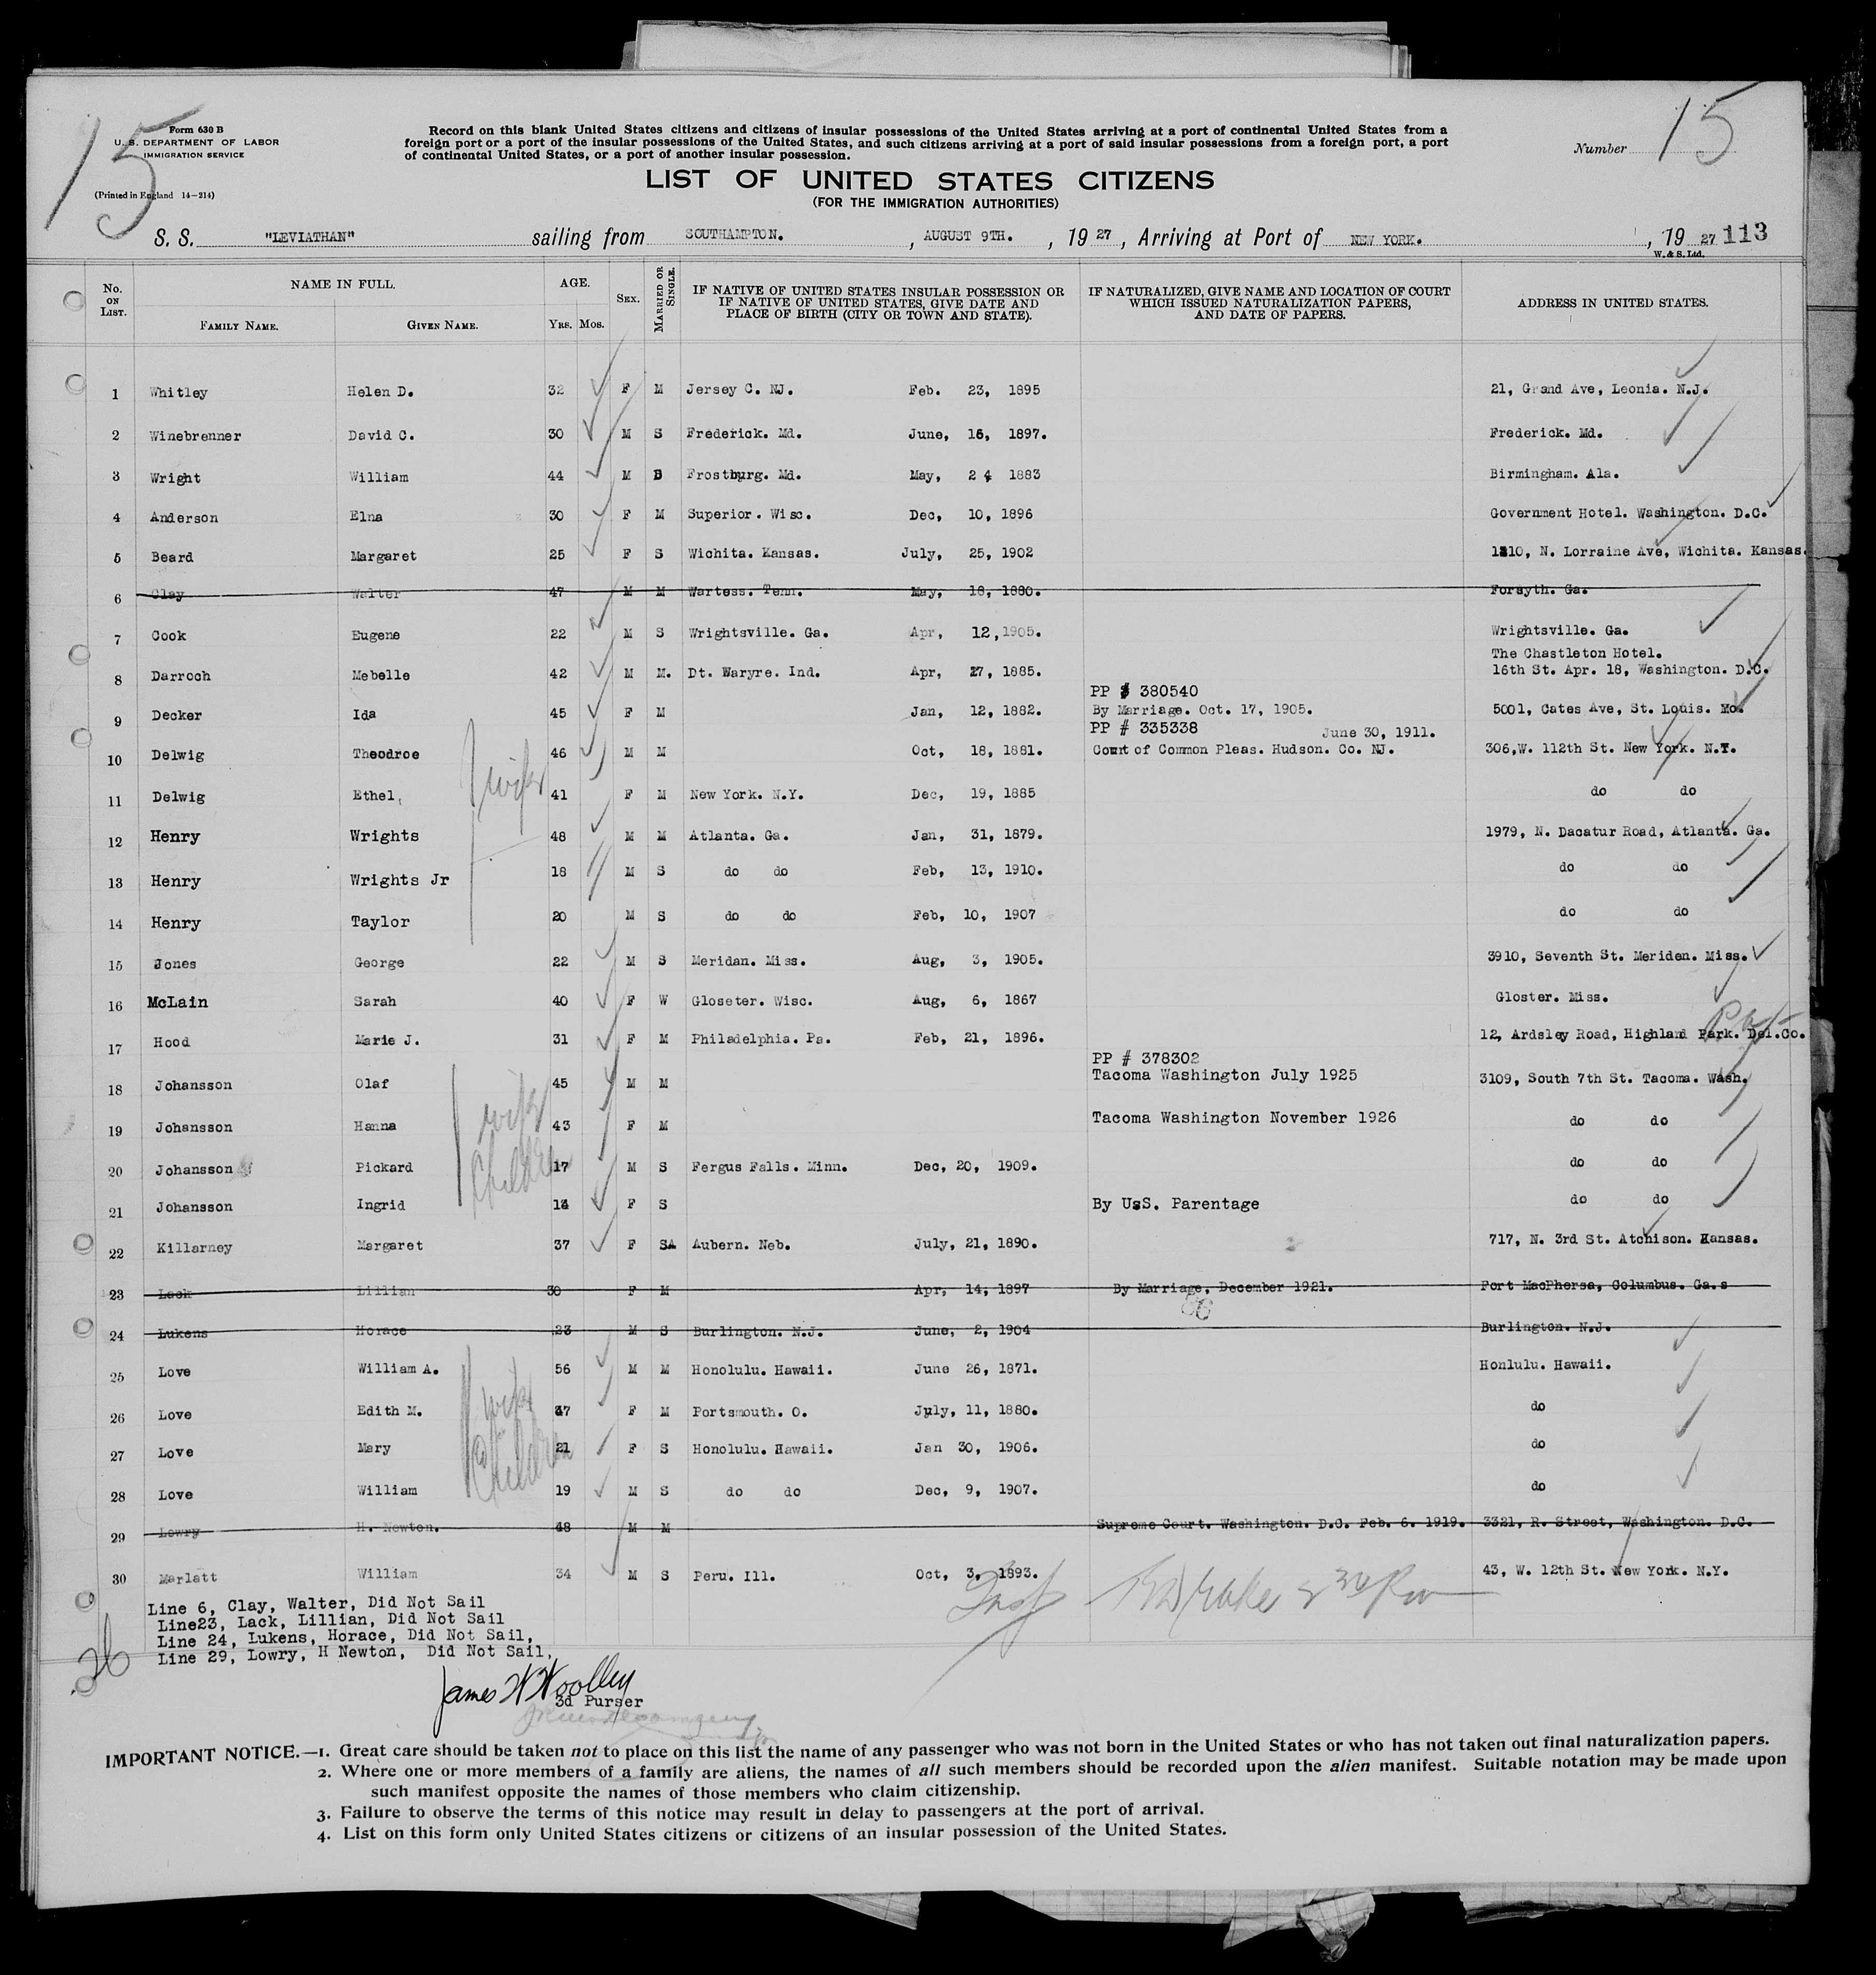 15
15
Form 630 B
U. S. DEPARTMENT OF LABOR
IMMIGRATION SERVICE
(Printed in England 14-214)
Record on this blank United States citizens and citizens of insular possessions of the United States arriving at a port of continental United States from a
foreign port or a port of the insular possessions of the United States, and such citizens arriving at a port of said insular possessions from a foreign port, a port
of continental United States, or a port of another insular possession.
Number
LIST OF UNITED STATES CITIZENS
(FOR THE IMMIGRATION AUTHORITIES)
S. S. "LEVIATHAN" sailing from SOUTHAMPTON. , AUGUST 9TH. , 19 27 , Arriving at Port of NEW YORK. , 19 27 113
W. & S. Ltd.
No. ON LIST. NAME IN FULL. AGE. SEX. MARRIED OR SINGLE. IF NATIVE OF UNITED STATES INSULAR POSSESSION OR IF NATIVE OF UNITED STATES, GIVE DATE AND PLACE OF BIRTH (CITY OR TOWN AND STATE). IF NATURALIZED, GIVE NAME AND LOCATION OF COURT WHICH ISSUED NATURALIZATION PAPERS, AND DATE OF PAPERS. ADDRESS IN UNITED STATES.
FAMILY NAME. GIVEN NAME. YRS. MOS.
1 Whitley Helen D. 32 F M Jersey C. NJ. Feb. 23, 1895 21, Grand Ave, Leonia. N.J.
2 Winebrenner David C. 30 M S Frederick. Md. June, 16, 1897. Frederick. Md.
3 Wright William 44 M B Frostburg. Md. May, 24 1883 Birmingham. Ala.
4 Anderson Elna 30 F M Superior. Wisc. Dec, 10, 1896 Government Hotel. Washington. D.C.
5 Beard Margaret 25 F S Wichita. Kansas. July, 25, 1902 1310, N. Lorraine Ave, Wichita. Kansas.
6 Clay Walter 47 M M Wartess. Tenn. May, 18, 1880. Forsyth. Ga.
7 Cook Eugene 22 M S Wrightsville. Ga. Apr, 12, 1905. Wrightsville. Ga.
The Chastleton Hotel.
8 Darroch Mebelle 42 M M. Dt. Waryre. Ind. Apr, 27, 1885. 16th St. Apr. 18, Washington. D.C.
PP # 380540
9 Decker Ida 45 F M Jan, 12, 1882. By Marriage. Oct. 17, 1905. 5001, Cates Ave, St. Louis. Mo.
PP # 335338 June 30, 1911.
10 Delwig Theodroe 46 M M Oct, 18, 1881. Court of Common Pleas. Hudson. Co. NJ. 306,W. 112th St. New York. N.Y.
wife
11 Delwig Ethel, 41 F M New York. N.Y. Dec, 19, 1885 do do
12 Henry Wrights 48 M M Atlanta. Ga. Jan, 31, 1879. 1979, N. Dacatur Road, Atlanta. Ga.
13 Henry Wrights Jr 18 M S do do Feb, 13, 1910. do do
14 Henry Taylor 20 M S do do Feb, 10, 1907 do do
15 Jones George 22 M S Meridan. Miss. Aug, 3, 1905. 3910, Seventh St. Meriden. Miss.
16 McLain Sarah 40 F W Gloseter. Wisc. Aug, 6, 1867 Gloster. Miss.
17 Hood Marie J. 31 F M Philadelphia. Pa. Feb, 21, 1896. 12, Ardsley Road, Highland Park. Del.Co.
PP # 378302
18 Johansson Olaf 45 M M Tacoma Washington July 1925 3109, South 7th St. Tacoma. Wash.
wife
19 Johansson Hanna 43 F M Tacoma Washington November 1926 do do
Children
20 Johansson Pickard 17 M S Fergus Falls. Minn. Dec, 20, 1909. do do
21 Johansson Ingrid 14 F S By UsS. Parentage do do
22 Killarney Margaret 37 F SA Aubern. Neb. July, 21, 1890. 717, N. 3rd St. Atchison. Kansas.
23 Lack Lillian 30 F M Apr, 14, 1897 By Marriage, December 1921. Fort MacPhersa, Columbus. Ga.s
24 Lukens Horace 23 M S Burlington. N.J. June, 2, 1904 Burlington. N.J.
25 Love William A. 56 M M Honolulu. Hawaii. June 26, 1871. Honlulu. Hawaii.
wife
26 Love Edith M. 47 F M Portsmouth. O. July, 11, 1880. do
Children
27 Love Mary 21 F S Honolulu. Hawaii. Jan 30, 1906. do
28 Love William 19 M S do do Dec, 9, 1907. do
29 Lowry H. Newton. 48 M M Supreme Court. Washington. D.C. Feb. 6. 1919. 3321, R. Street, Washington. D.C.
30 Marlatt William 34 M S Peru. Ill. Oct, 3, 1893. 43, W. 12th St. New York. N.Y.
Line 6, Clay, Walter, Did Not Sail
Line23, Lack, Lillian, Did Not Sail
Line 24, Lukens, Horace, Did Not Sail,
Line 29, Lowry, H Newton, Did Not Sail,
26
James W Woolley
3d Purser
IMPORTANT NOTICE.—1. Great care should be taken not to place on this list the name of any passenger who was not born in the United States or who has not taken out final naturalization papers.
2. Where one or more members of a family are aliens, the names of all such members should be recorded upon the alien manifest. Suitable notation may be made upon
such manifest opposite the names of those members who claim citizenship.
3. Failure to observe the terms of this notice may result in delay to passengers at the port of arrival.
4. List on this form only United States citizens or citizens of an insular possession of the United States.